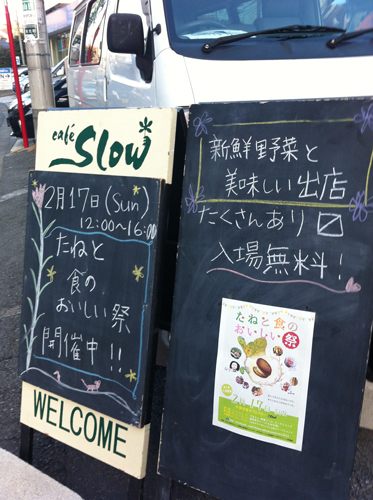 café
Slow
2月17日(Sun)
12:00~16:00
たねと
食の
おいしい祭
開催中!!
WELCOME
新鮮野菜と
美味しい出店
たくさんあり
入場無料!
たねと食の
おいしい祭